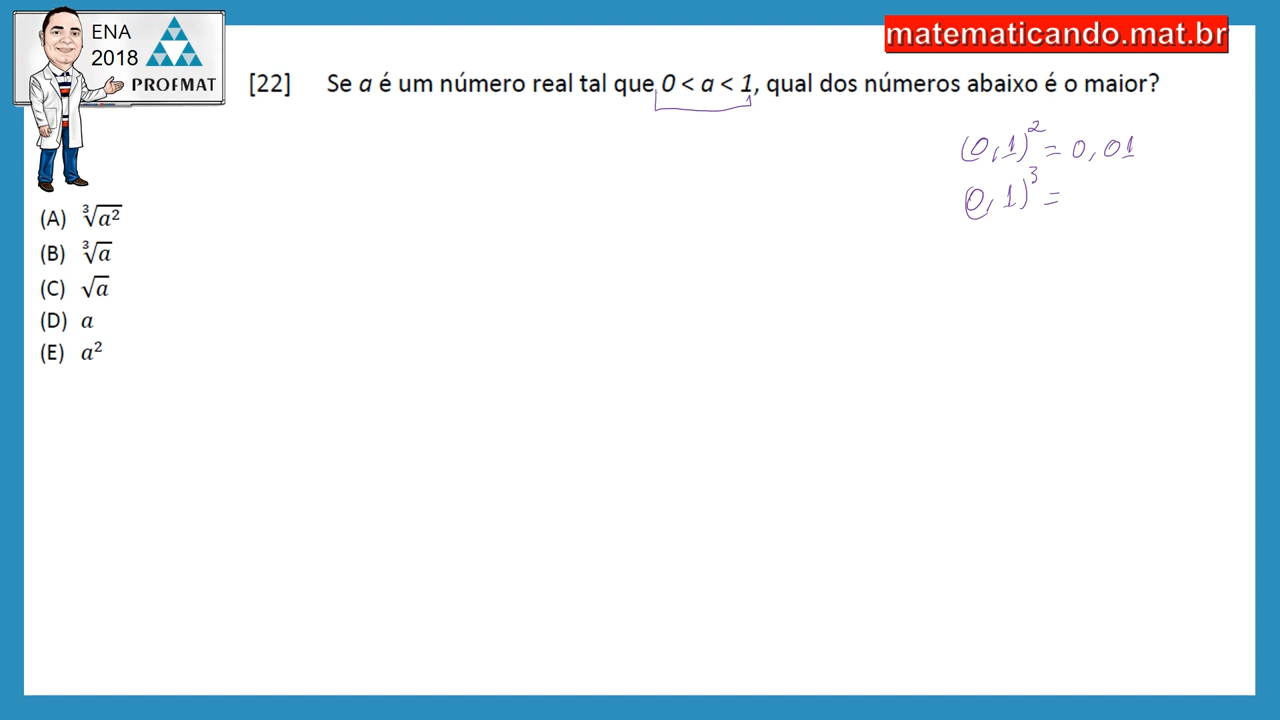 ENA
2018
PROFMAT
matematicando.mat.br
[22] Se a é um número real tal que 0 < a < 1, qual dos números abaixo é o maior?
(0,1)² = 0,01
(0,1)³ =
(A) ∛a²
(B) ∛a
(C) √a
(D) a
(E) a²